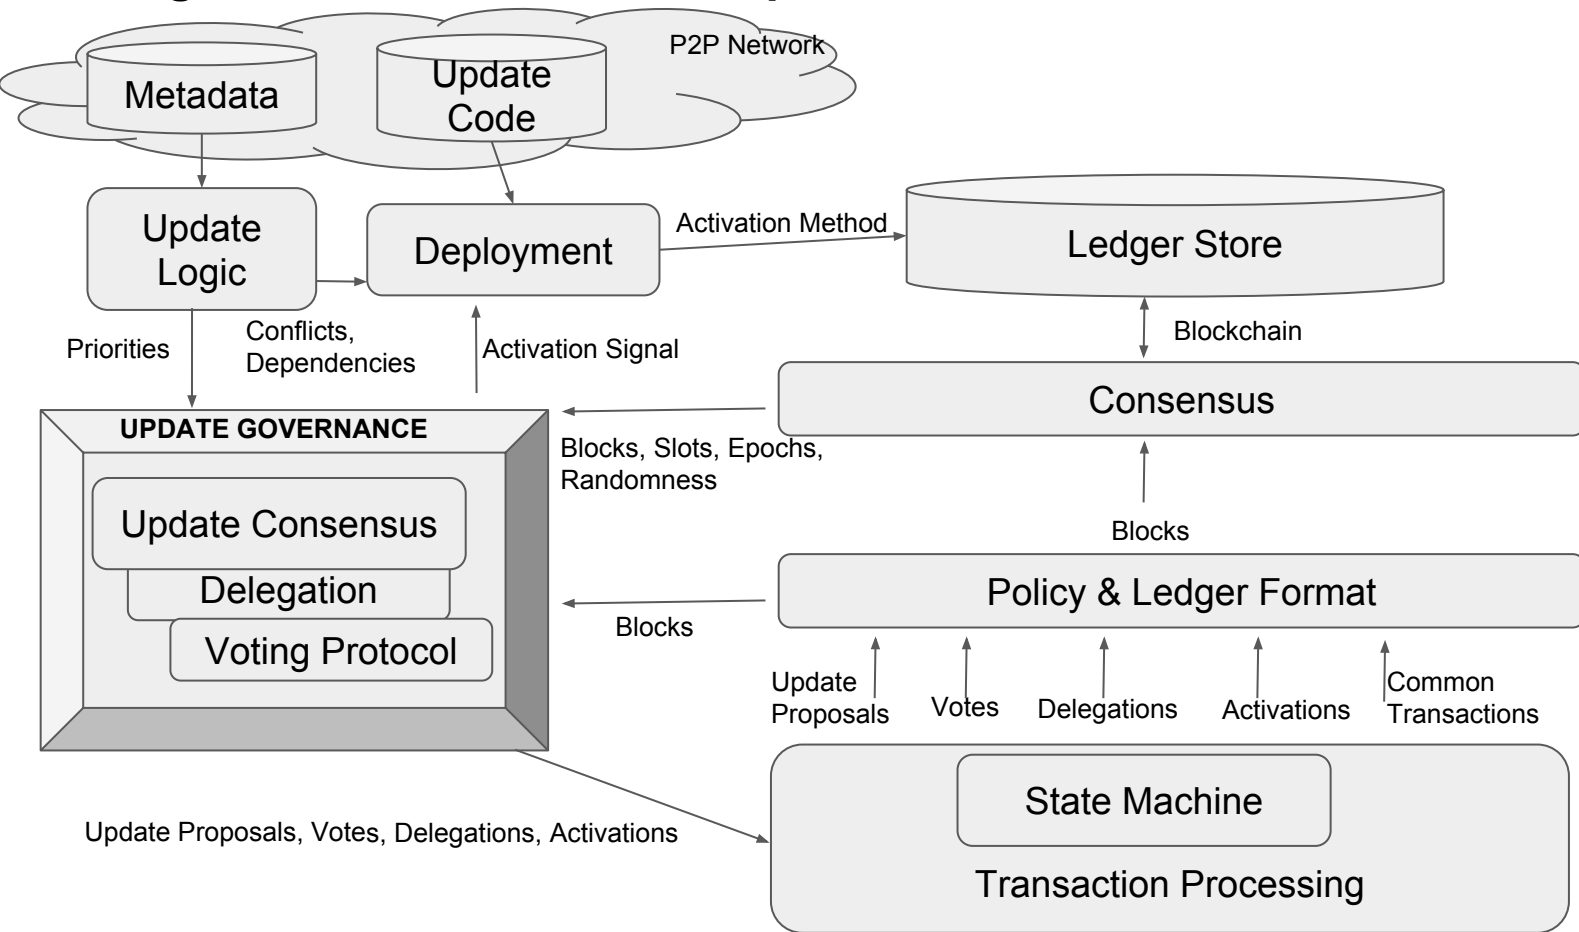 P2P Network
Metadata
Update
Code
Update
Logic
Deployment
Activation Method
Ledger Store
Priorities
Conflicts,
Dependencies
Activation Signal
Blockchain
Consensus
UPDATE GOVERNANCE
Blocks, Slots, Epochs,
Randomness
Update Consensus
Delegation
Voting Protocol
Blocks
Policy & Ledger Format
Blocks
Update
Proposals
Votes
Delegations
Activations
Common
Transactions
State Machine
Transaction Processing
Update Proposals, Votes, Delegations, Activations